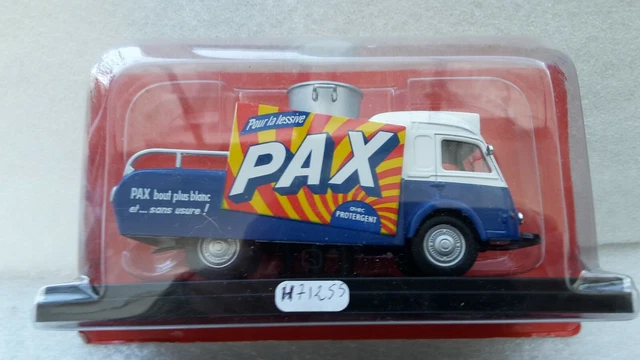 Pour la lessive
PAX
avec
PROTERGENT
PAX bout plus blanc
et... sans usure !
H71255